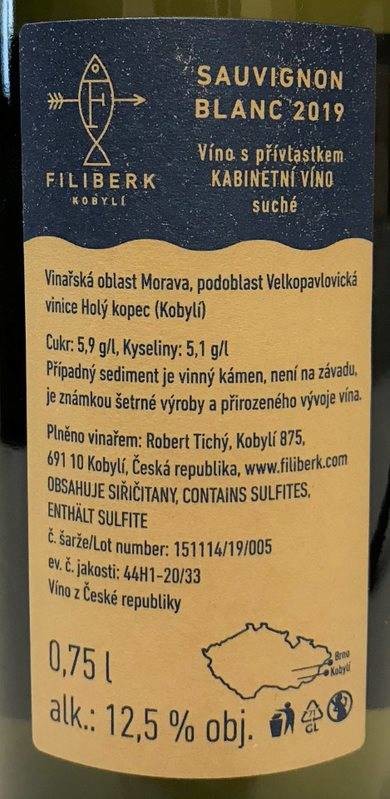 F
FILIBERK
KOBYLÍ
SAUVIGNON
BLANC 2019
Víno s přívlastkem
KABINETNÍ VÍNO
suché
Vinařská oblast Morava, podoblast Velkopavlovická
vinice Holý kopec (Kobylí)
Cukr: 5,9 g/l, Kyseliny: 5,1 g/l
Případný sediment je vinný kámen, není na závadu,
je známkou šetrné výroby a přirozeného vývoje vína.
Plněno vinařem: Robert Tichý, Kobylí 875,
691 10 Kobylí, Česká republika, www.filiberk.com
OBSAHUJE SIŘIČITANY, CONTAINS SULFITES,
ENTHÄLT SULFITE
č. šarže/Lot number: 151114/19/005
ev. č. jakosti: 44H1-20/33
Víno z České republiky
Brno
Kobylí
0,75 l
alk.: 12,5 % obj.
GL